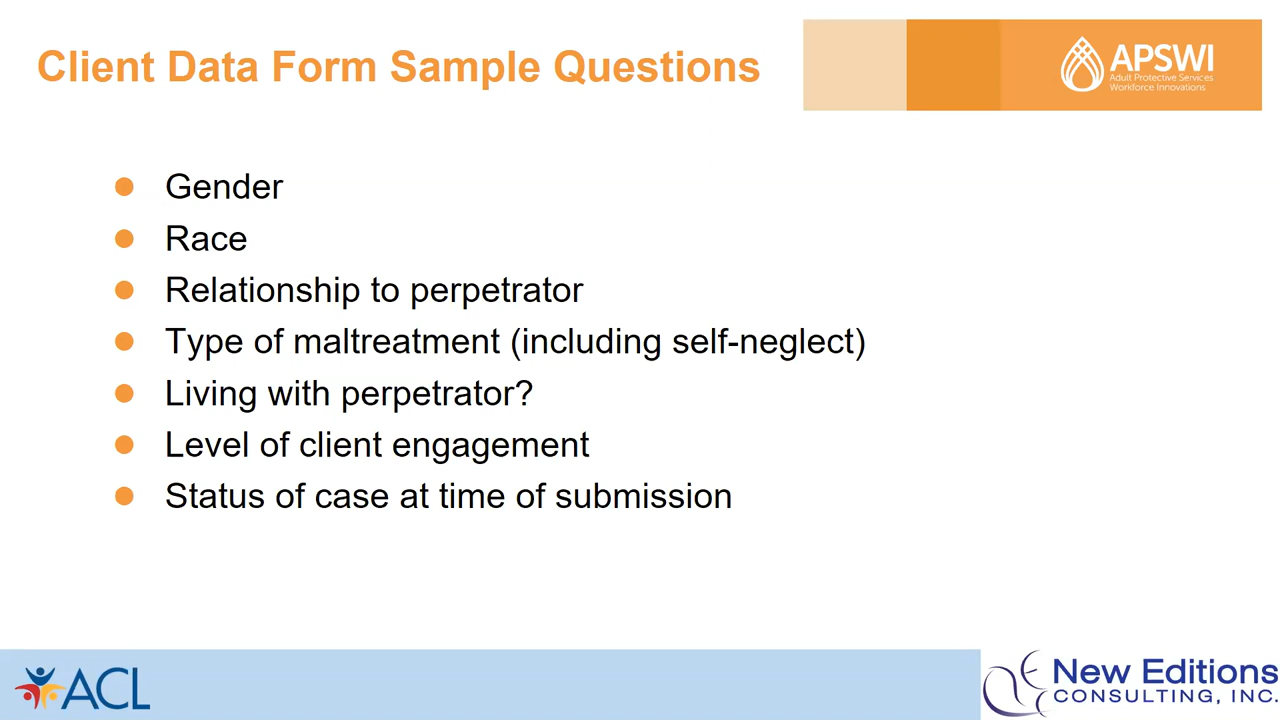 Client Data Form Sample Questions
APSWI
Adult Protective Services
Workforce Innovations
Gender
Race
Relationship to perpetrator
Type of maltreatment (including self-neglect)
Living with perpetrator?
Level of client engagement
Status of case at time of submission
ACL
New Editions
CONSULTING, INC.